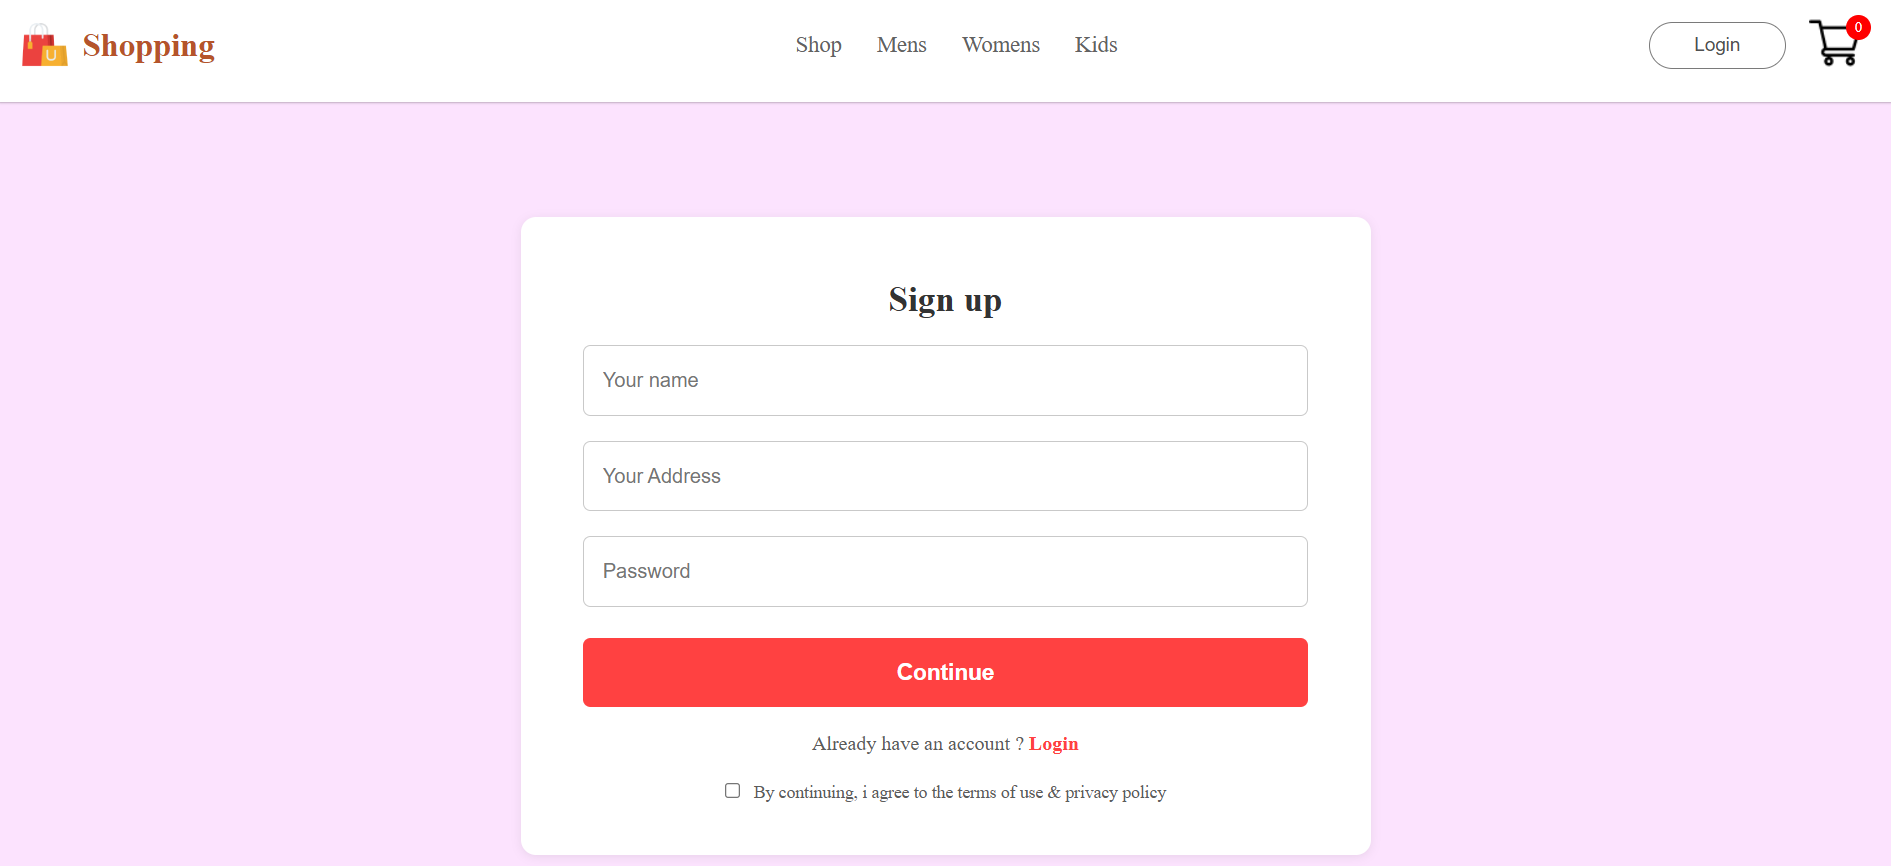 U
Shopping
Shop Mens Womens Kids
Login
0
Sign up
Your name
Your Address
Password
Continue
Already have an account ? Login
By continuing, i agree to the terms of use & privacy policy